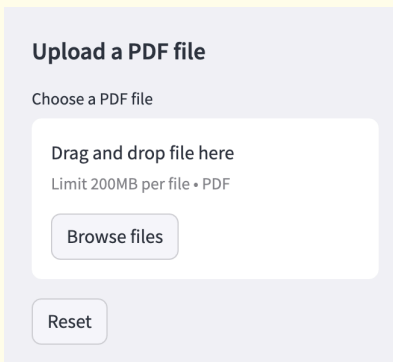 Upload a PDF file
Choose a PDF file
Drag and drop file here
Limit 200MB per file • PDF
Browse files
Reset